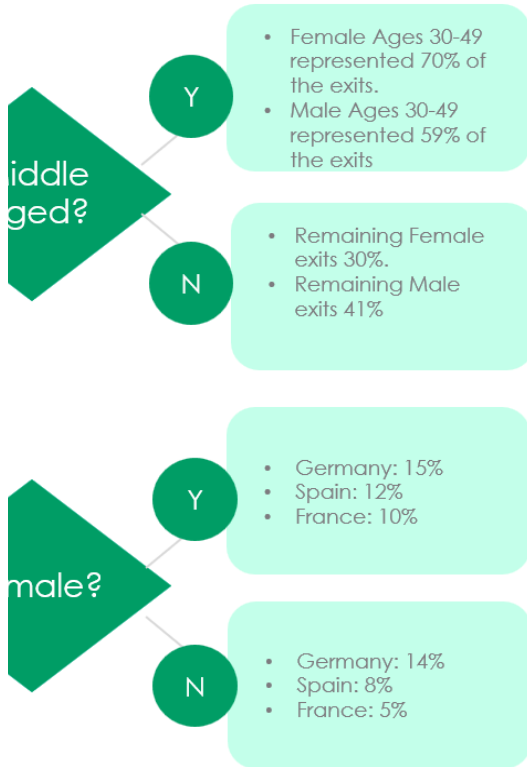 iddle
ged?
Y
• Female Ages 30-49
represented 70% of
the exits.
• Male Ages 30-49
represented 59% of
the exits
N
• Remaining Female
exits 30%.
• Remaining Male
exits 41%
male?
Y
• Germany: 15%
• Spain: 12%
• France: 10%
N
• Germany: 14%
• Spain: 8%
• France: 5%